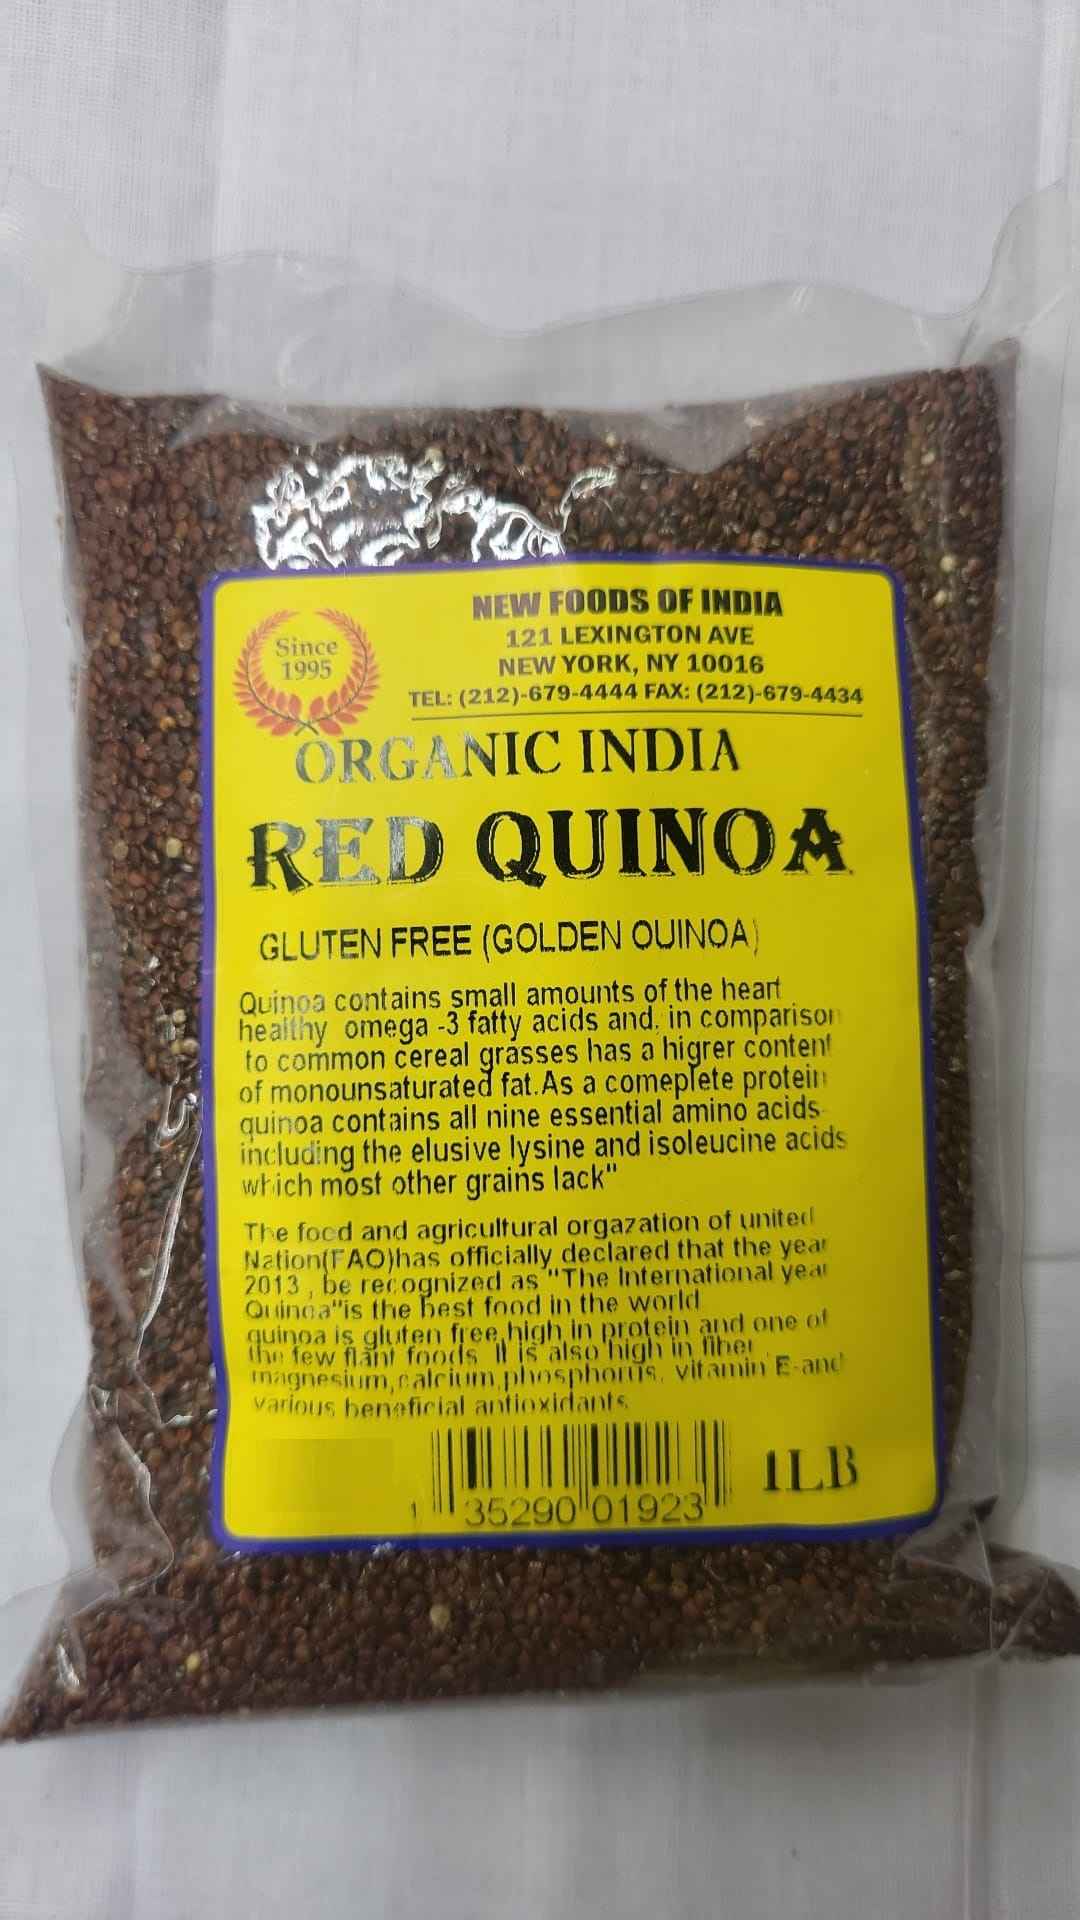 Since
1995
NEW FOODS OF INDIA
121 LEXINGTON AVE
NEW YORK, NY 10016
TEL: (212)-679-4444 FAX: (212)-679-4434
ORGANIC INDIA
RED QUINOA
GLUTEN FREE (GOLDEN QUINOA)
Quinoa contains small amounts of the heart
healthy omega -3 fatty acids and, in comparison
to common cereal grasses has a higrer content
of monounsaturated fat.As a comeplete protein
quinoa contains all nine essential amino acids
including the elusive lysine and isoleucine acids
which most other grains lack"
The food and agricultural orgazation of united
Nation(FAO)has officially declared that the year
2013 , be recognized as "The International year
Quinoa"is the best food in the world
quinoa is gluten free,high in protein and one of
the few flant foods It is also high in fiber
magnesium,calcium,phosphorus, vitamin E-and
various beneficial antioxidants
1 35290 01923
1LB